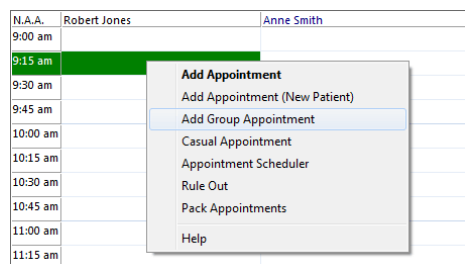 N.A.A. Robert Jones Anne Smith
9:00 am
9:15 am
Add Appointment
9:30 am
Add Appointment (New Patient)
9:45 am
Add Group Appointment
10:00 am
Casual Appointment
10:15 am
Appointment Scheduler
10:30 am
Rule Out
10:45 am
Pack Appointments
11:00 am
Help
11:15 am